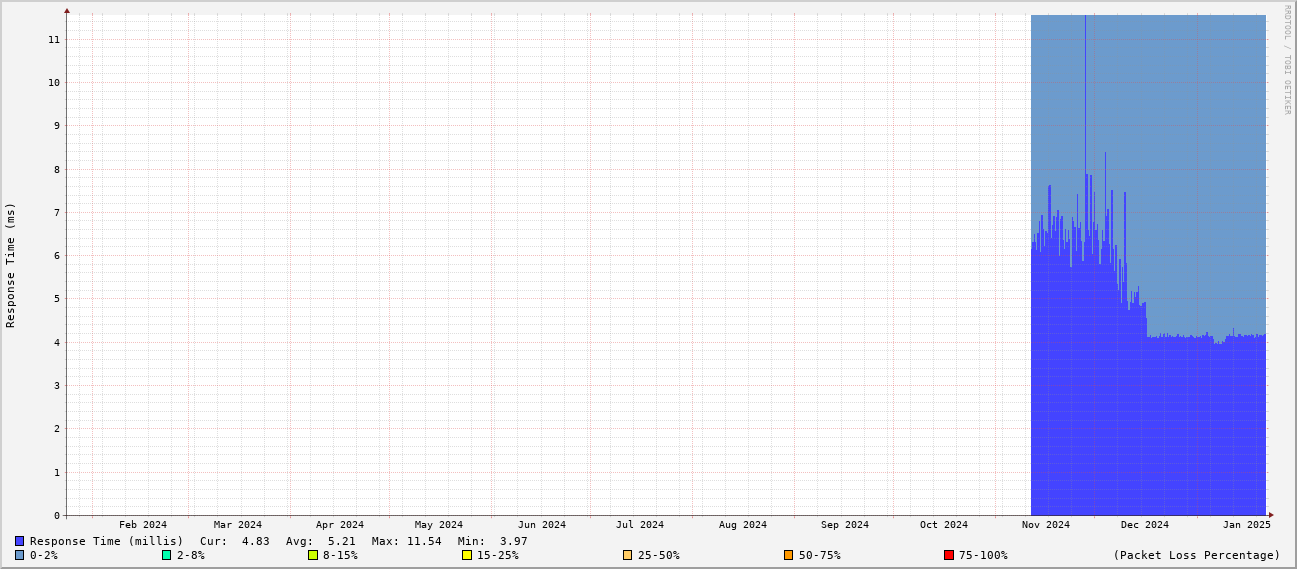 RRDTOOL / TOBI OETIKER
Response Time (ms)
11
10
9
8
7
6
5
4
3
2
1
0
Feb 2024 Mar 2024 Apr 2024 May 2024 Jun 2024 Jul 2024 Aug 2024 Sep 2024 Oct 2024 Nov 2024 Dec 2024 Jan 2025
Response Time (millis) Cur: 4.83 Avg: 5.21 Max: 11.54 Min: 3.97
0-2% 2-8% 8-15% 15-25% 25-50% 50-75% 75-100% (Packet Loss Percentage)